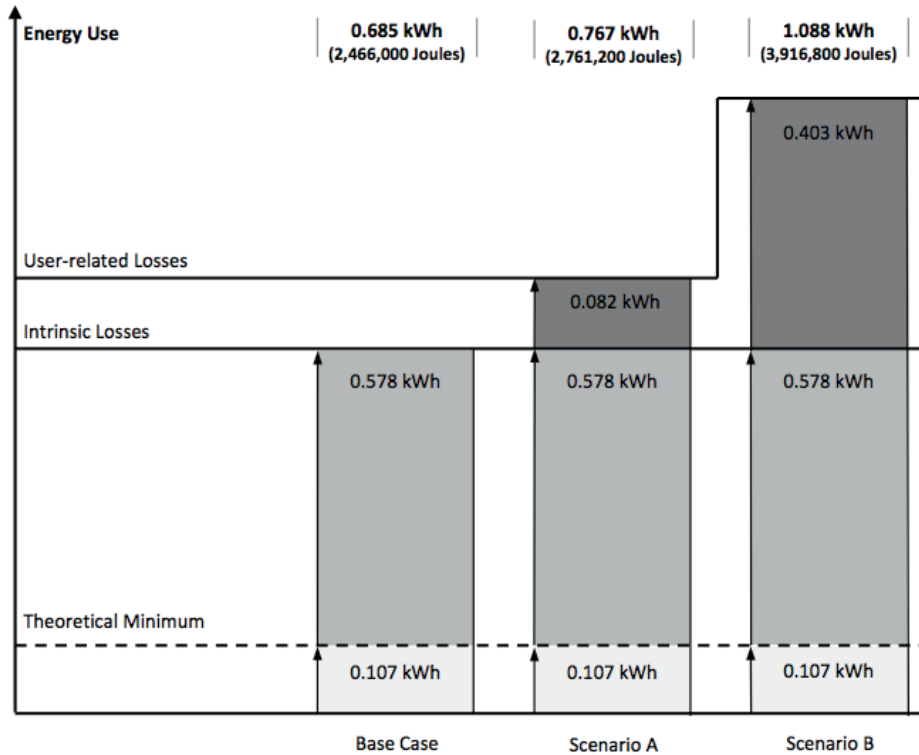 Energy Use
0.685 kWh
(2,466,000 Joules)
0.767 kWh
(2,761,200 Joules)
1.088 kWh
(3,916,800 Joules)
0.403 kWh
User-related Losses
0.082 kWh
Intrinsic Losses
0.578 kWh
0.578 kWh
0.578 kWh
Theoretical Minimum
0.107 kWh
0.107 kWh
0.107 kWh
Base Case
Scenario A
Scenario B